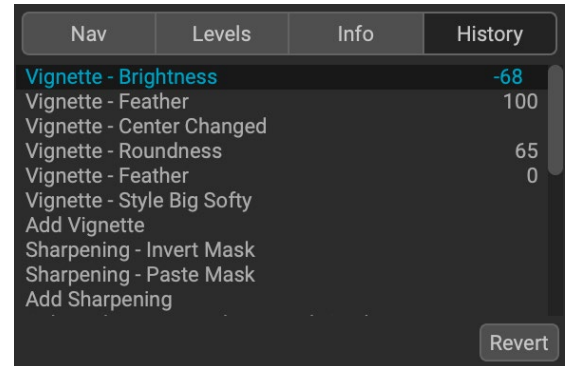 Nav Levels Info History
Vignette - Brightness -68
Vignette - Feather 100
Vignette - Center Changed
Vignette - Roundness 65
Vignette - Feather 0
Vignette - Style Big Softy
Add Vignette
Sharpening - Invert Mask
Sharpening - Paste Mask
Add Sharpening
Revert